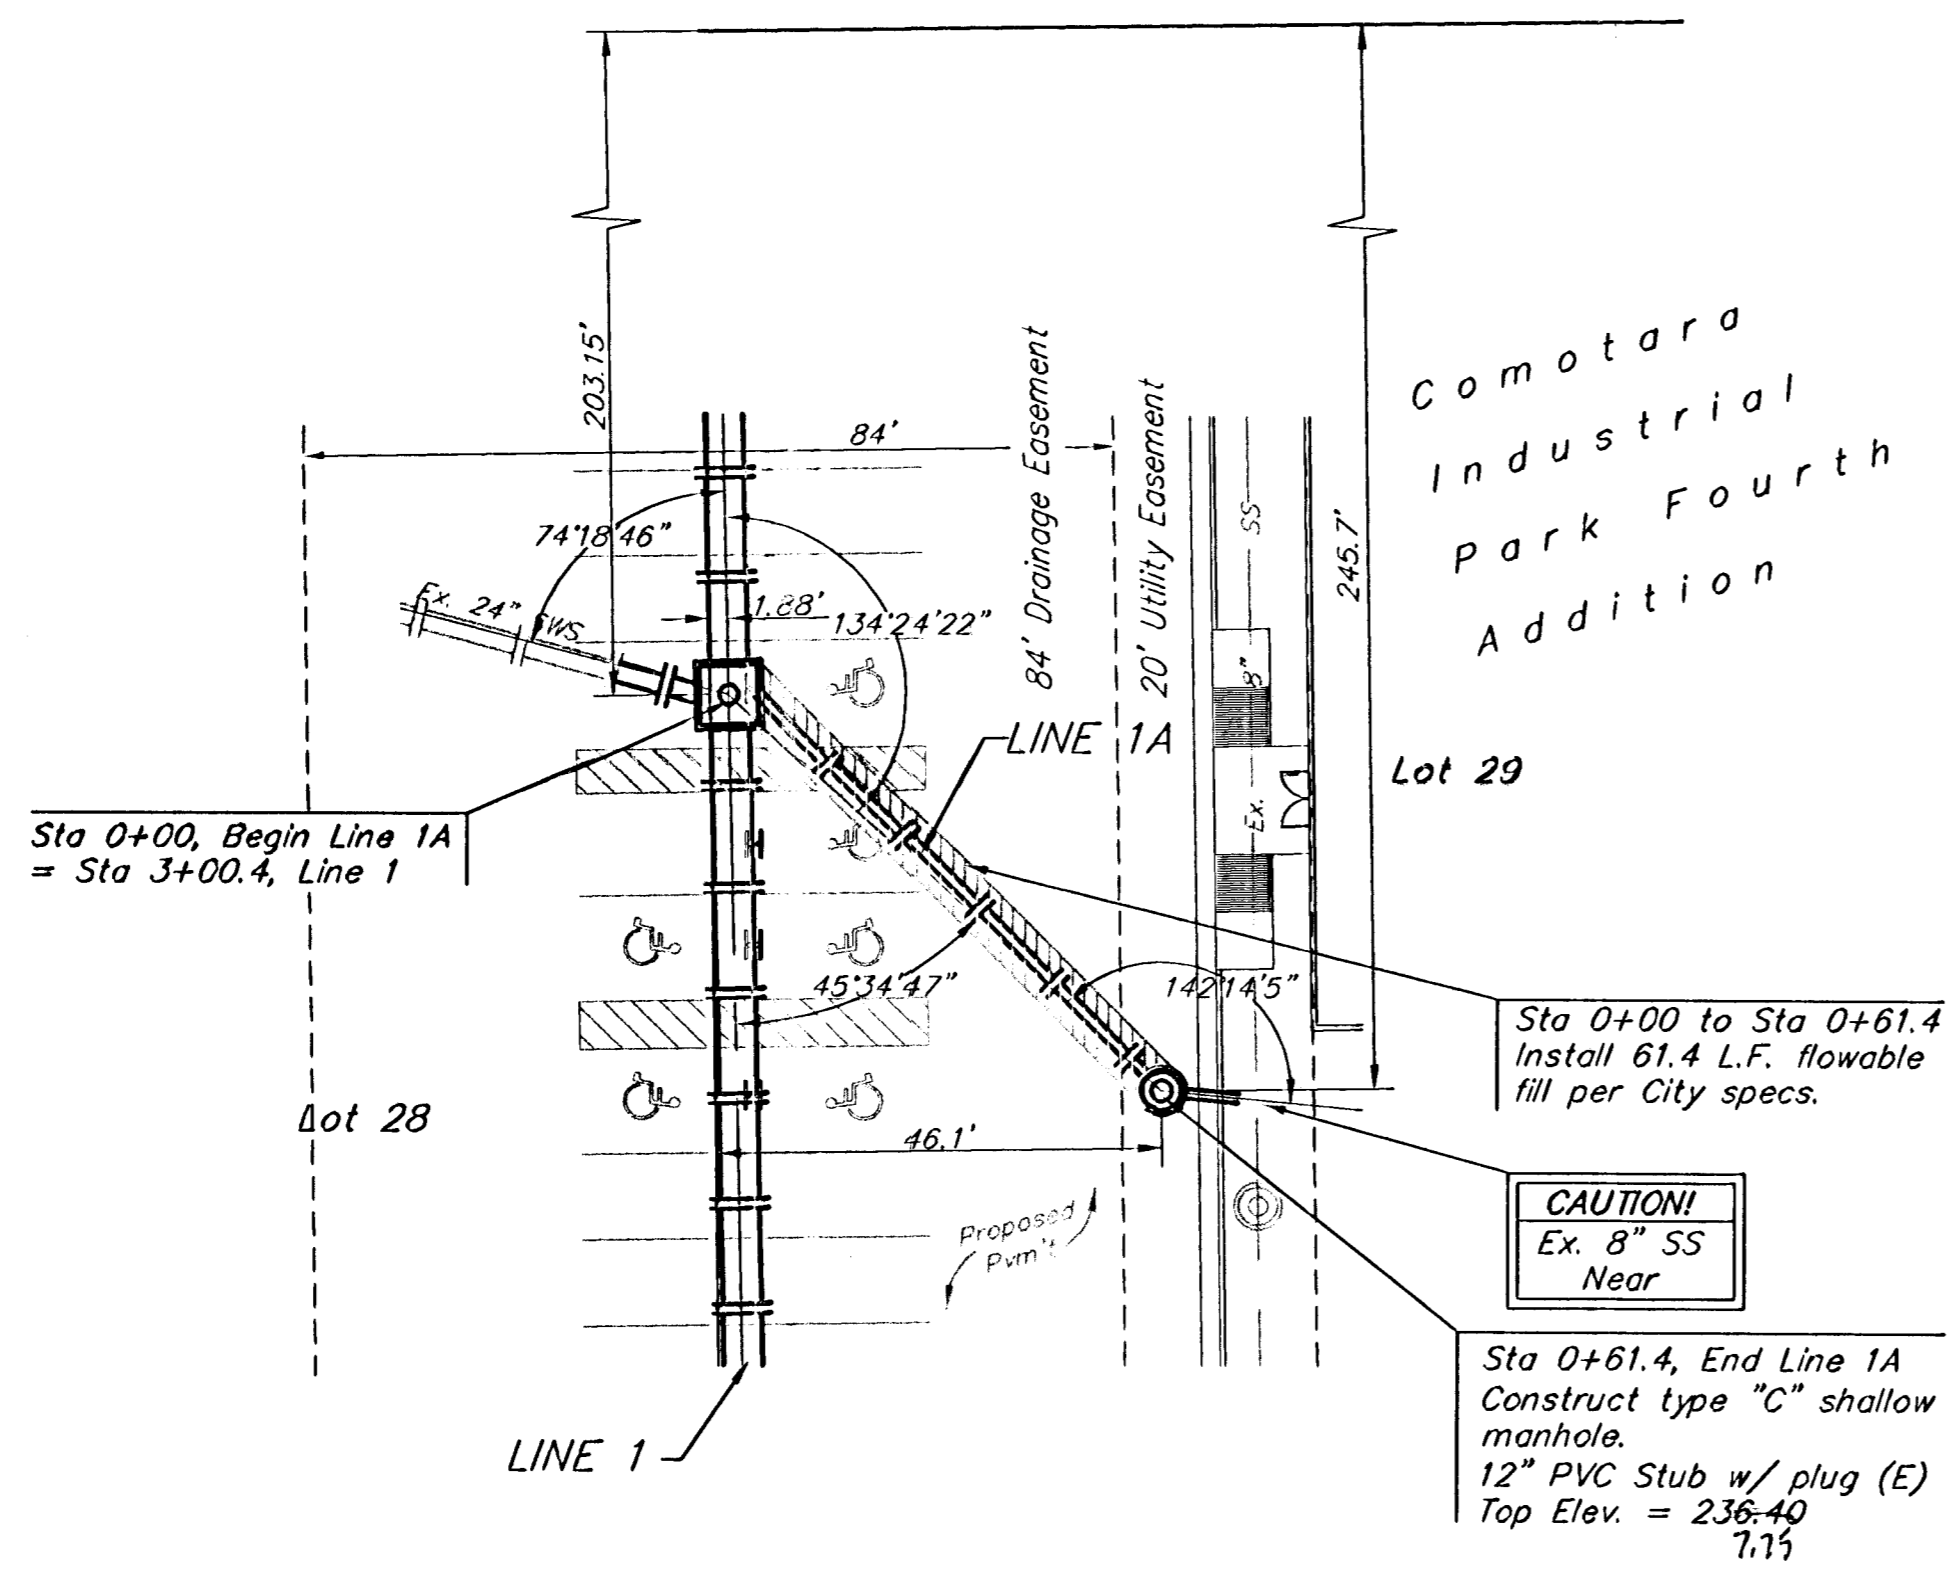 203.15'
84'
84' Drainage Easement
20' Utility Easement
SS
8"
Ex.
245.7'
Comotara
Industrial
Park Fourth
Addition
74°18'46"
Ex. 24" SWS
1.88'
134°24'22"
LINE 1A
Lot 29
Sta 0+00, Begin Line 1A
= Sta 3+00.4, Line 1
45°34'47"
142°14'5"
Sta 0+00 to Sta 0+61.4
Install 61.4 L.F. flowable
fill per City specs.
Lot 28
46.1'
Proposed
Pvm't
CAUTION!
Ex. 8" SS
Near
Sta 0+61.4, End Line 1A
Construct type "C" shallow
manhole.
12" PVC Stub w/ plug (E)
Top Elev. = 236.40
LINE 1